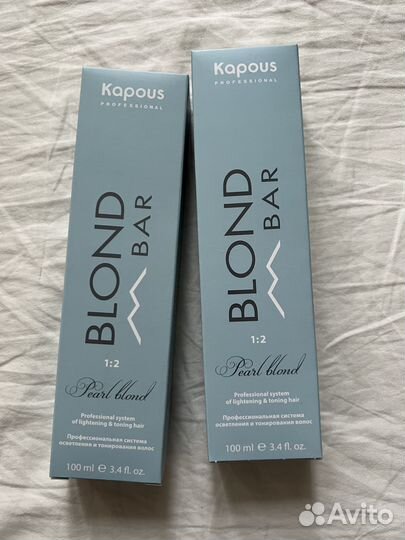 Kapous
PROFESSIONAL
BLOND
BAR
1:2
Pearl blond
Professional system
of lightening & toning hair
Профессиональная система
осветления и тонирования волос
100 ml ℮ 3.4 fl. oz.
Kapous
PROFESSIONAL
BLOND
BAR
1:2
Pearl blond
Professional system
of lightening & toning hair
Профессиональная система
осветления и тонирования волос
100 ml ℮ 3.4 fl. oz.
Avito